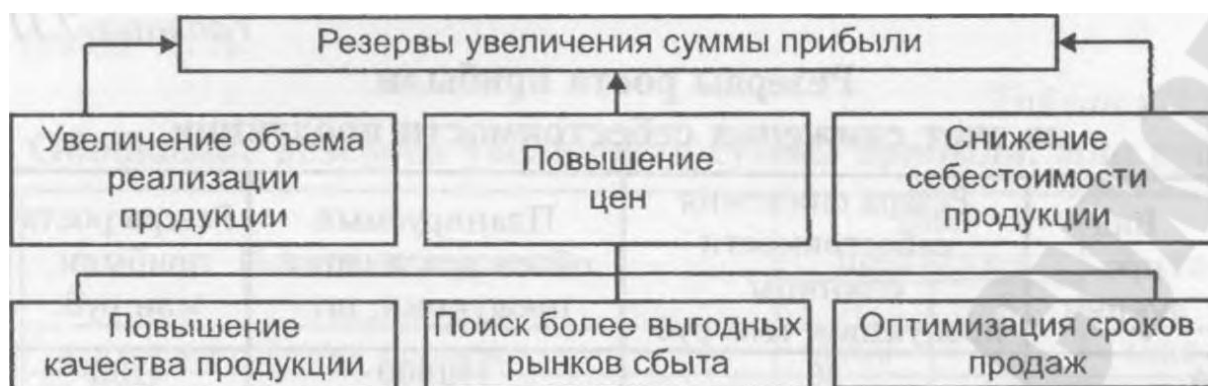 Резервы увеличения суммы прибыли
Увеличение объема
реализации
продукции
Повышение
цен
Снижение
себестоимости
продукции
Повышение
качества продукции
Поиск более выгодных
рынков сбыта
Оптимизация сроков
продаж